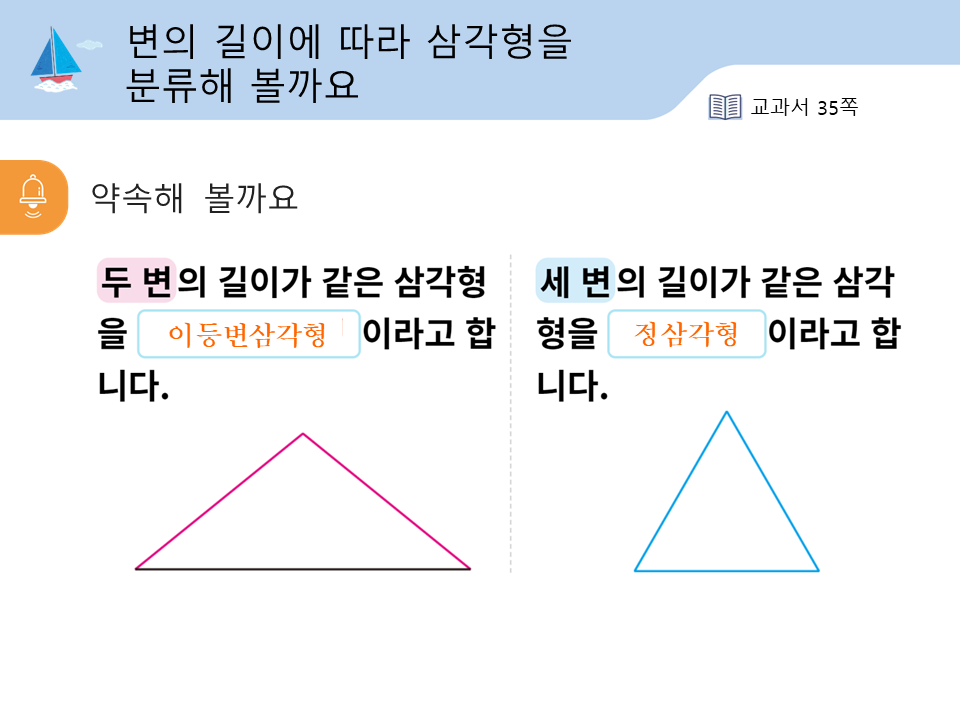 변의 길이에 따라 삼각형을
분류해 볼까요
교과서 35쪽
약속해 볼까요
두 변의 길이가 같은 삼각형
을 이등변삼각형 이라고 합
니다.
세 변의 길이가 같은 삼각
형을 정삼각형 이라고 합
니다.